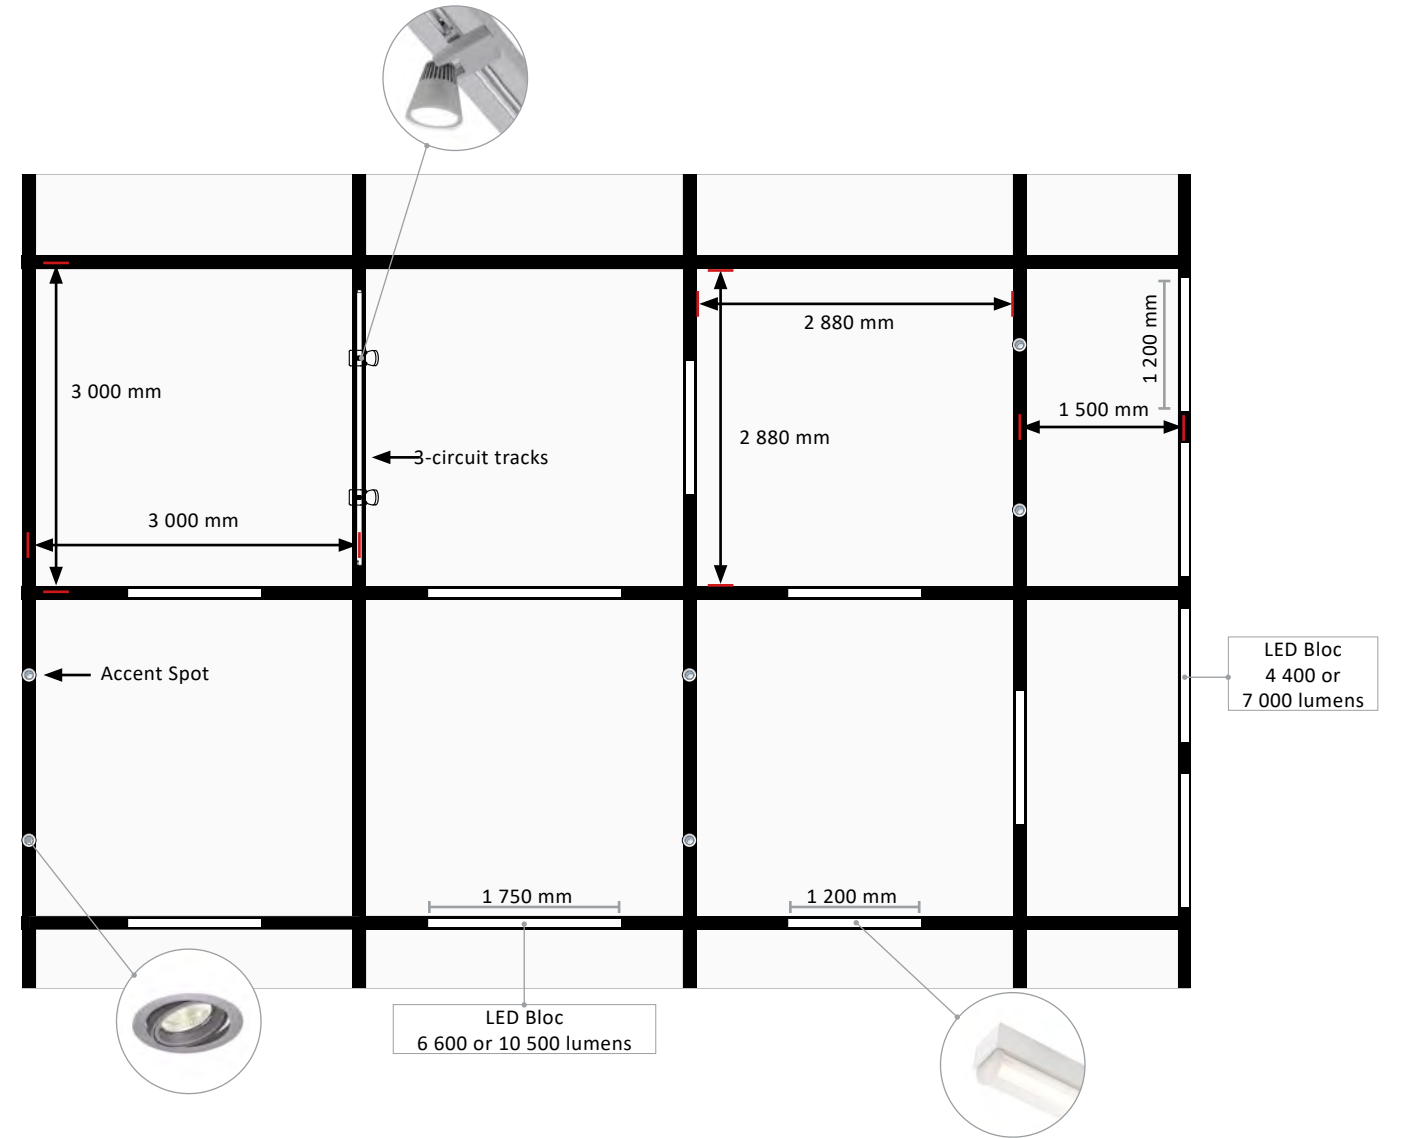 2 880 mm
1 200 mm
3 000 mm
1 500 mm
2 880 mm
3-circuit tracks
3 000 mm
Accent Spot
LED Bloc
4 400 or
7 000 lumens
1 750 mm
1 200 mm
LED Bloc
6 600 or 10 500 lumens